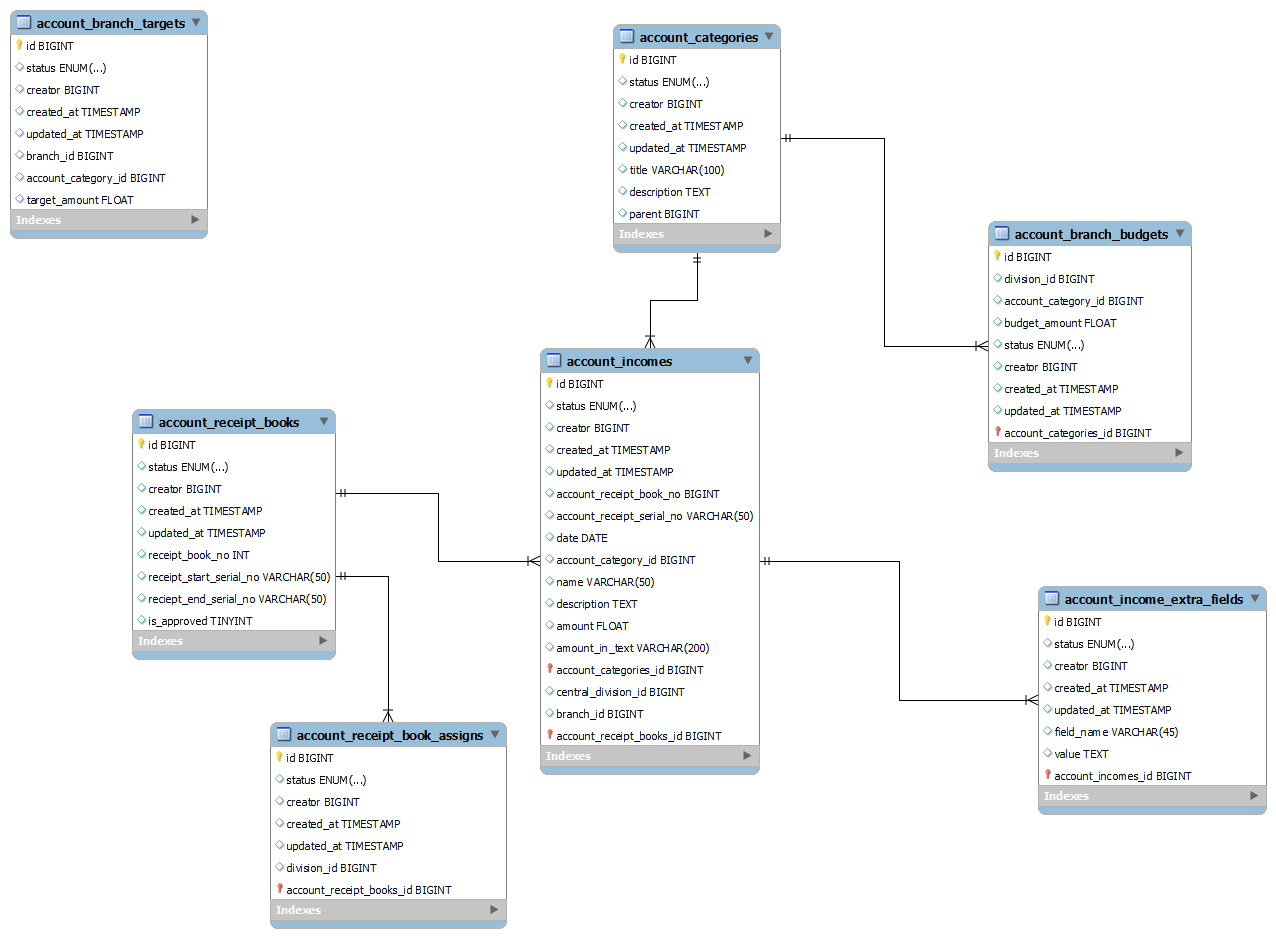 account_branch_targets
id BIGINT
status ENUM(...)
creator BIGINT
created_at TIMESTAMP
updated_at TIMESTAMP
branch_id BIGINT
account_category_id BIGINT
target_amount FLOAT
Indexes
account_categories
id BIGINT
status ENUM(...)
creator BIGINT
created_at TIMESTAMP
updated_at TIMESTAMP
title VARCHAR(100)
description TEXT
parent BIGINT
Indexes
account_branch_budgets
id BIGINT
division_id BIGINT
account_category_id BIGINT
budget_amount FLOAT
status ENUM(...)
creator BIGINT
created_at TIMESTAMP
updated_at TIMESTAMP
account_categories_id BIGINT
Indexes
account_incomes
id BIGINT
status ENUM(...)
creator BIGINT
created_at TIMESTAMP
updated_at TIMESTAMP
account_receipt_book_no BIGINT
account_receipt_serial_no VARCHAR(50)
date DATE
account_category_id BIGINT
name VARCHAR(50)
description TEXT
amount FLOAT
amount_in_text VARCHAR(200)
account_categories_id BIGINT
central_division_id BIGINT
branch_id BIGINT
account_receipt_books_id BIGINT
Indexes
account_receipt_books
id BIGINT
status ENUM(...)
creator BIGINT
created_at TIMESTAMP
updated_at TIMESTAMP
receipt_book_no INT
receipt_start_serial_no VARCHAR(50)
reciept_end_serial_no VARCHAR(50)
is_approved TINYINT
Indexes
account_income_extra_fields
id BIGINT
status ENUM(...)
creator BIGINT
created_at TIMESTAMP
updated_at TIMESTAMP
field_name VARCHAR(45)
value TEXT
account_incomes_id BIGINT
Indexes
account_receipt_book_assigns
id BIGINT
status ENUM(...)
creator BIGINT
created_at TIMESTAMP
updated_at TIMESTAMP
division_id BIGINT
account_receipt_books_id BIGINT
Indexes